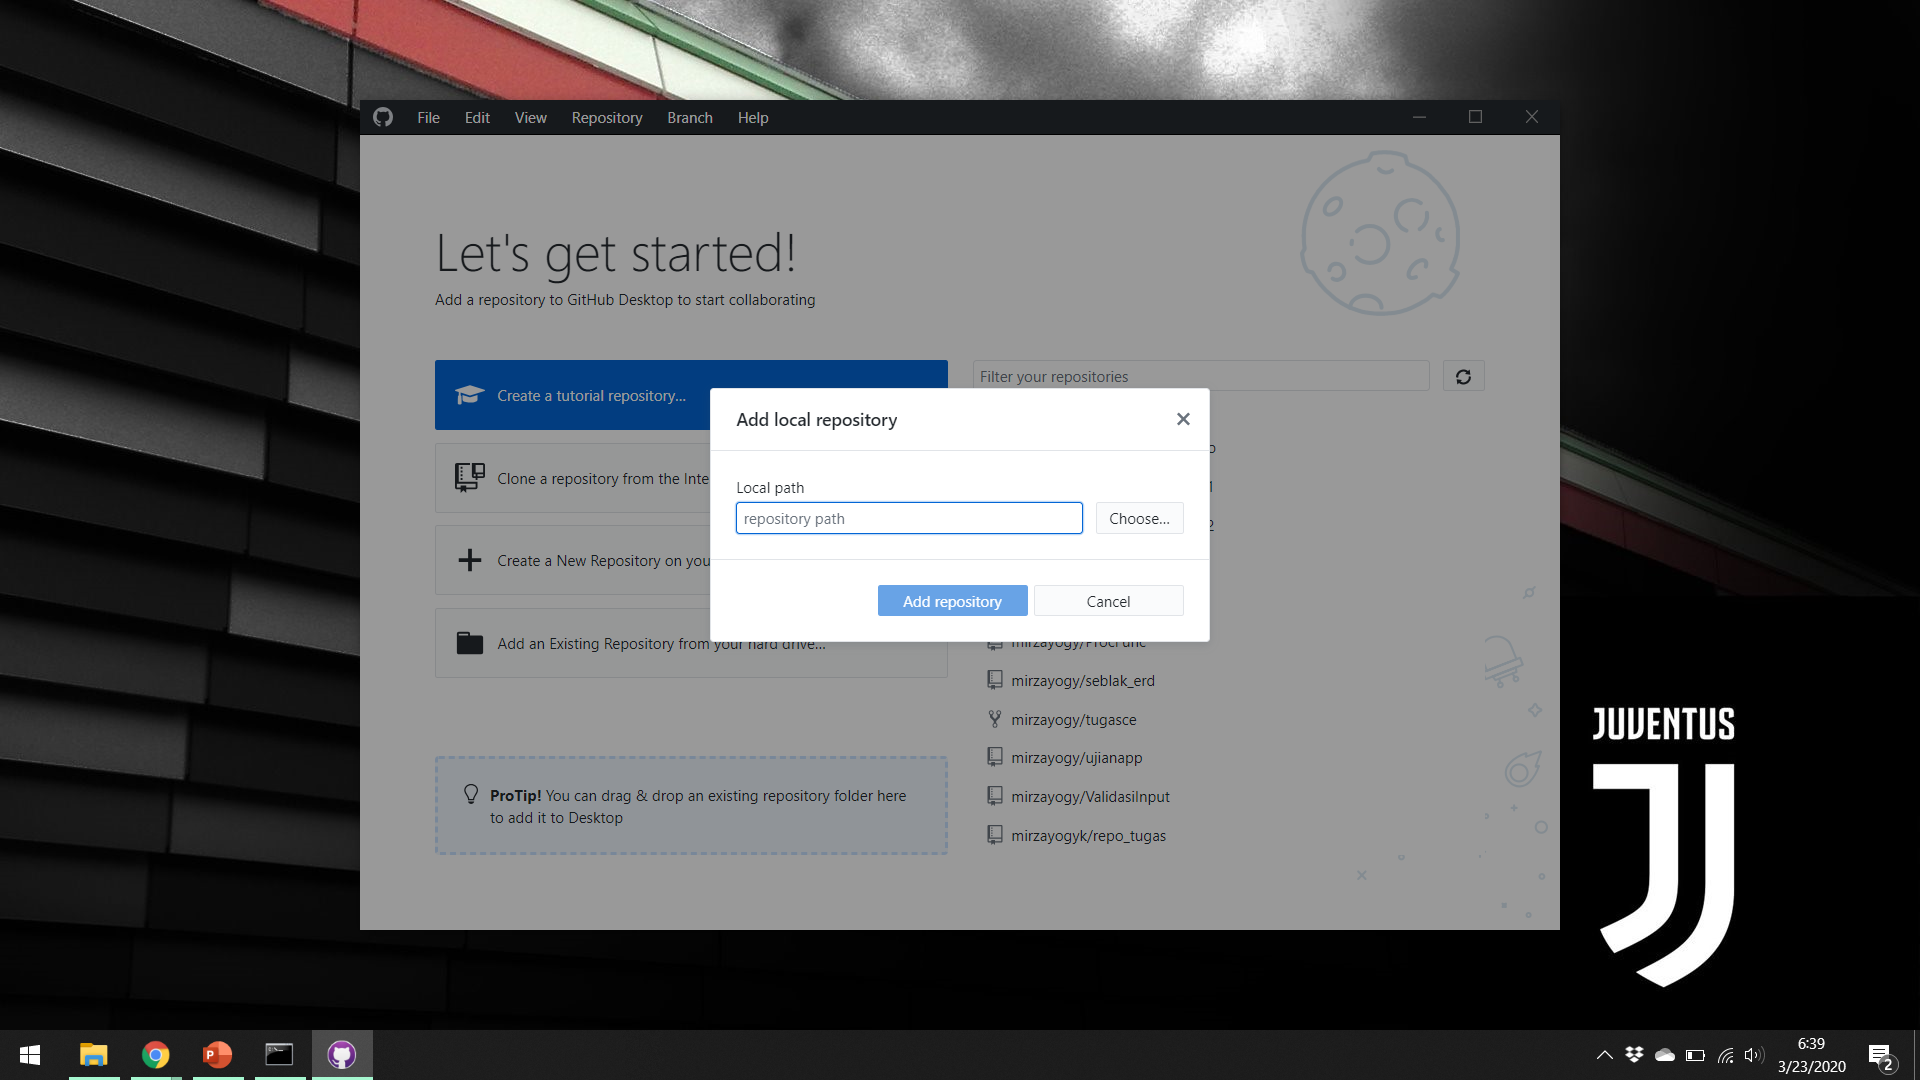 File Edit View Repository Branch Help
Let's get started!
Add a repository to GitHub Desktop to start collaborating
Create a tutorial repository...
Filter your repositories
Add local repository
Clone a repository from the
Local path
repository path
Choose...
Create a New Repository on
Add repository
Cancel
Add an Existing Repository from your hard drive...
mirzayogy/ProcFunc
mirzayogy/seblak_erd
mirzayogy/tugasce
mirzayogy/ujianapp
mirzayogy/ValidasiInput
mirzayogyk/repo_tugas
ProTip! You can drag & drop an existing repository folder here
to add it to Desktop
JUVENTUS
6:39
3/23/2020
2